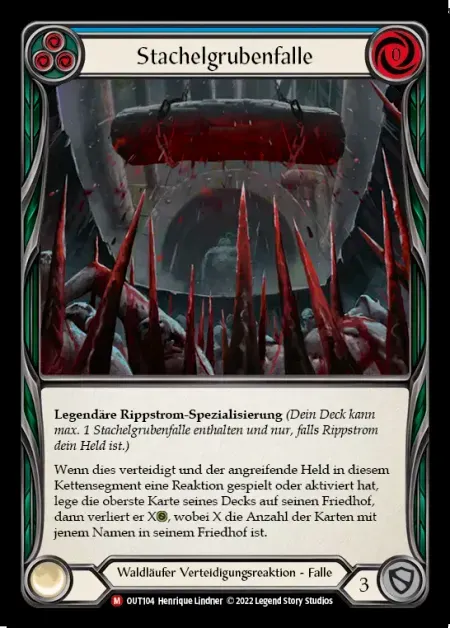 Stachelgrubenfalle
0
Legendäre Rippstrom-Spezialisierung (Dein Deck kann
max. 1 Stachelgrubenfalle enthalten und nur, falls Rippstrom
dein Held ist.)
Wenn dies verteidigt und der angreifende Held in diesem
Kettensegment eine Reaktion gespielt oder aktiviert hat,
lege die oberste Karte seines Decks auf seinen Friedhof,
dann verliert er X, wobei X die Anzahl der Karten mit
jenem Namen in seinem Friedhof ist.
Waldläufer Verteidigungsreaktion - Falle
3
M OUT104 Henrique Lindner © 2022 Legend Story Studios